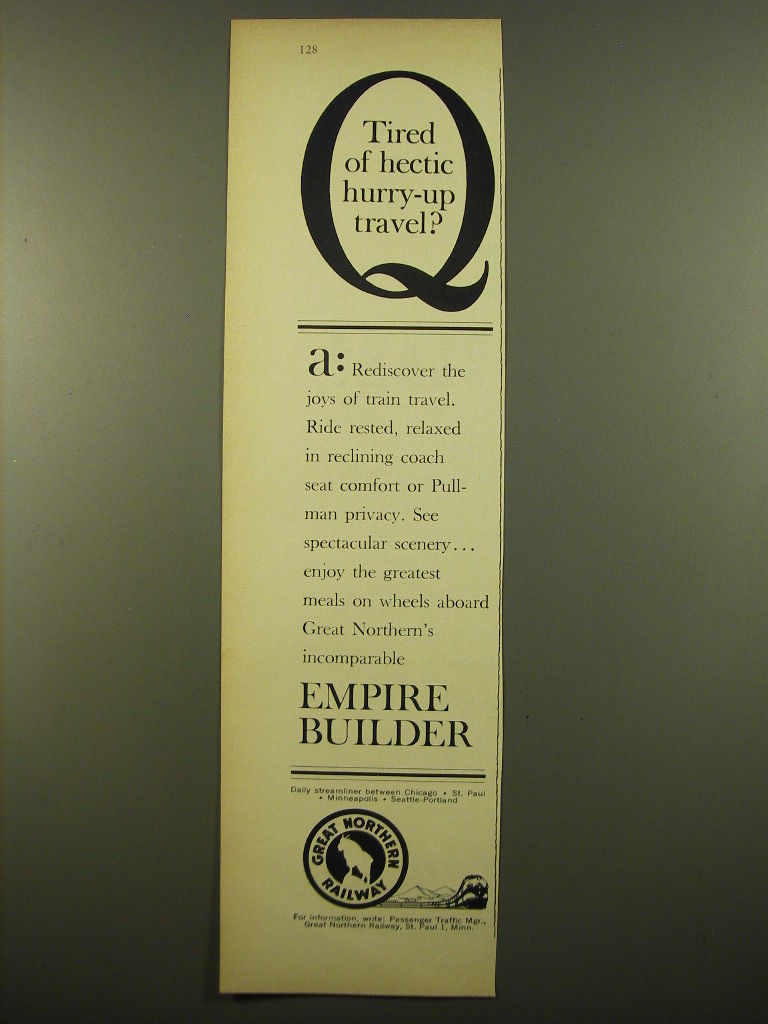 128
Q
Tired
of hectic
hurry-up
travel?
a: Rediscover the
joys of train travel.
Ride rested, relaxed
in reclining coach
seat comfort or Pull-
man privacy. See
spectacular scenery...
enjoy the greatest
meals on wheels aboard
Great Northern's
incomparable
EMPIRE
BUILDER
Daily streamliner between Chicago • St. Paul
• Minneapolis • Seattle-Portland
GREAT NORTHERN
RAILWAY
For information, write: Passenger Traffic Mgr.,
Great Northern Railway, St. Paul 1, Minn.